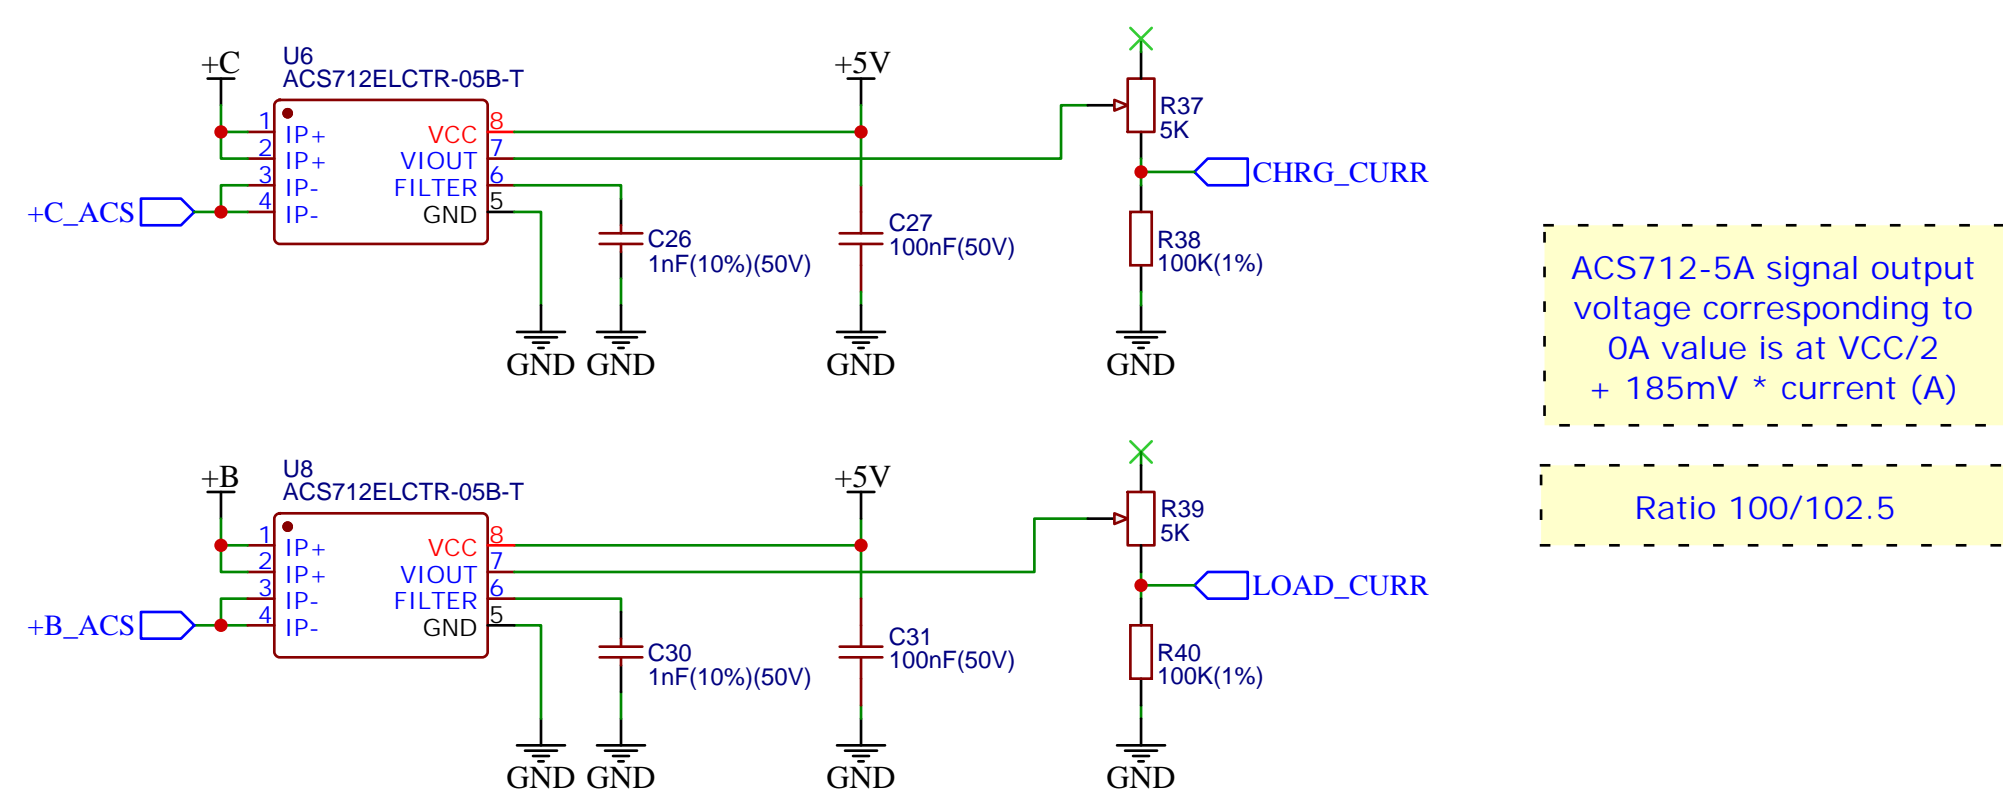 +C
U6
ACS712ELCTR-05B-T
1 IP+
2 IP+
3 IP-
4 IP-
VCC 8
VIOUT 7
FILTER 6
GND 5
+C_ACS
+5V
C26
1nF(10%)(50V)
C27
100nF(50V)
R37
5K
CHRG_CURR
R38
100K(1%)
GND GND GND GND
ACS712-5A signal output
voltage corresponding to
0A value is at VCC/2
+ 185mV * current (A)
Ratio 100/102.5
+B
U8
ACS712ELCTR-05B-T
1 IP+
2 IP+
3 IP-
4 IP-
VCC 8
VIOUT 7
FILTER 6
GND 5
+B_ACS
+5V
C30
1nF(10%)(50V)
C31
100nF(50V)
R39
5K
LOAD_CURR
R40
100K(1%)
GND GND GND GND